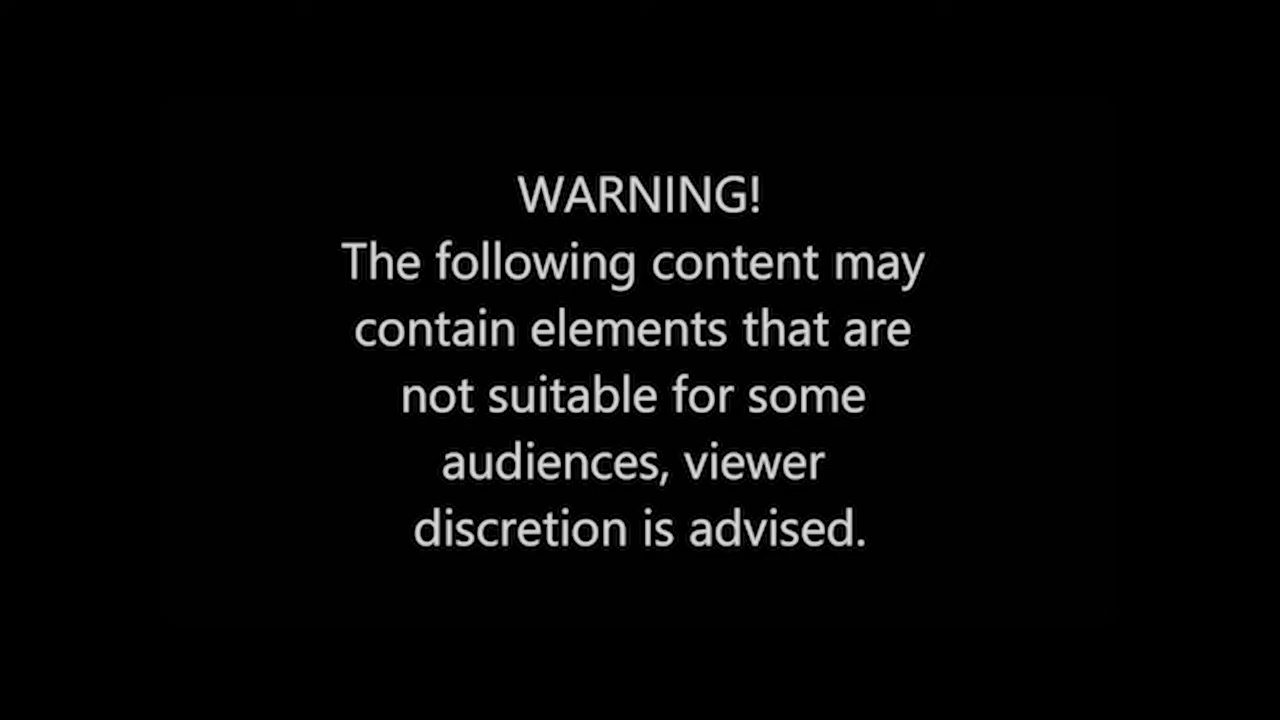 WARNING!
The following content may
contain elements that are
not suitable for some
audiences, viewer
discretion is advised.